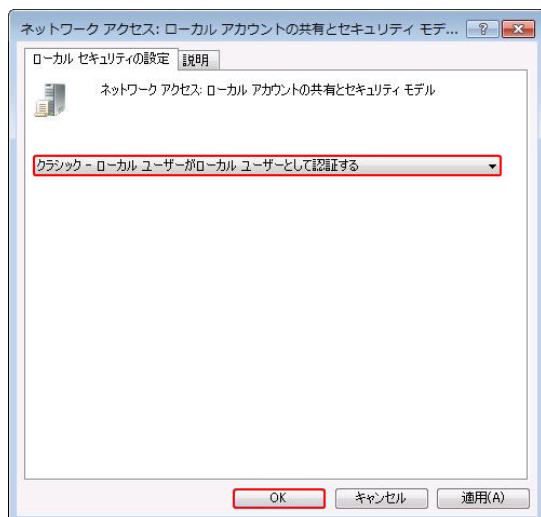 ネットワーク アクセス: ローカル アカウントの共有とセキュリティ モデ...
ローカル セキュリティの設定 説明
ネットワーク アクセス: ローカル アカウントの共有とセキュリティ モデル
クラシック - ローカル ユーザーがローカル ユーザーとして認証する
OK キャンセル 適用(A)